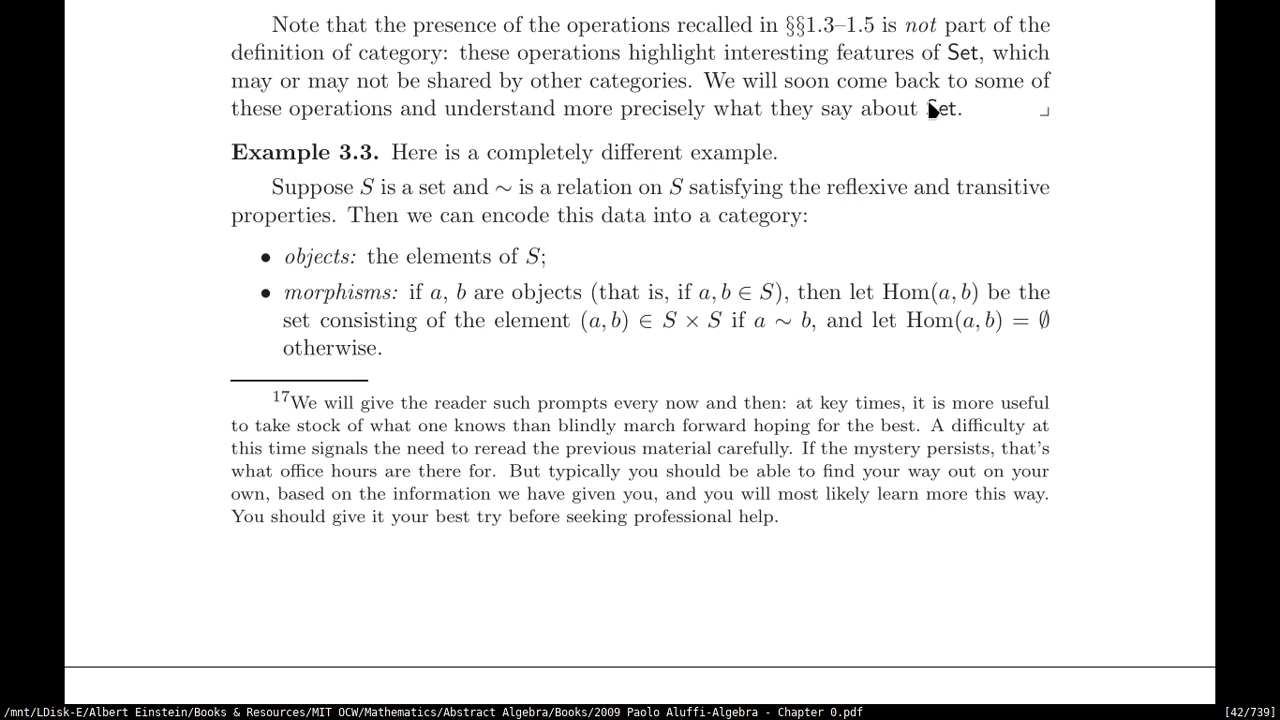 Note that the presence of the operations recalled in §§1.3–1.5 is not part of the
definition of category: these operations highlight interesting features of Set, which
may or may not be shared by other categories. We will soon come back to some of
these operations and understand more precisely what they say about Set. ⌟
Example 3.3. Here is a completely different example.
Suppose S is a set and ∼ is a relation on S satisfying the reflexive and transitive
properties. Then we can encode this data into a category:
• objects: the elements of S;
• morphisms: if a, b are objects (that is, if a, b ∈ S), then let Hom(a, b) be the
set consisting of the element (a, b) ∈ S × S if a ∼ b, and let Hom(a, b) = ∅
otherwise.
17We will give the reader such prompts every now and then: at key times, it is more useful
to take stock of what one knows than blindly march forward hoping for the best. A difficulty at
this time signals the need to reread the previous material carefully. If the mystery persists, that's
what office hours are there for. But typically you should be able to find your way out on your
own, based on the information we have given you, and you will most likely learn more this way.
You should give it your best try before seeking professional help.
/mnt/LDisk-E/Albert Einstein/Books & Resources/MIT OCW/Mathematics/Abstract Algebra/Books/2009 Paolo Aluffi-Algebra - Chapter 0.pdf [42/739]